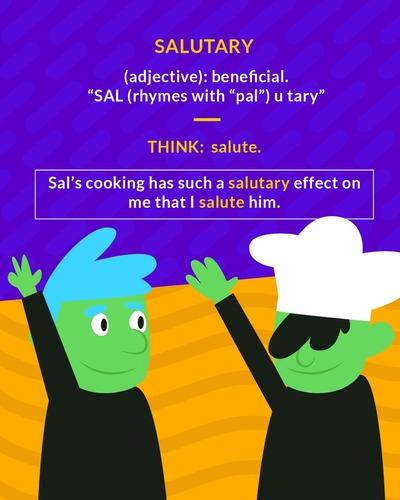 SALUTARY
(adjective): beneficial.
“SAL (rhymes with “pal”) u tary”
THINK: salute.
Sal’s cooking has such a salutary effect on
me that I salute him.